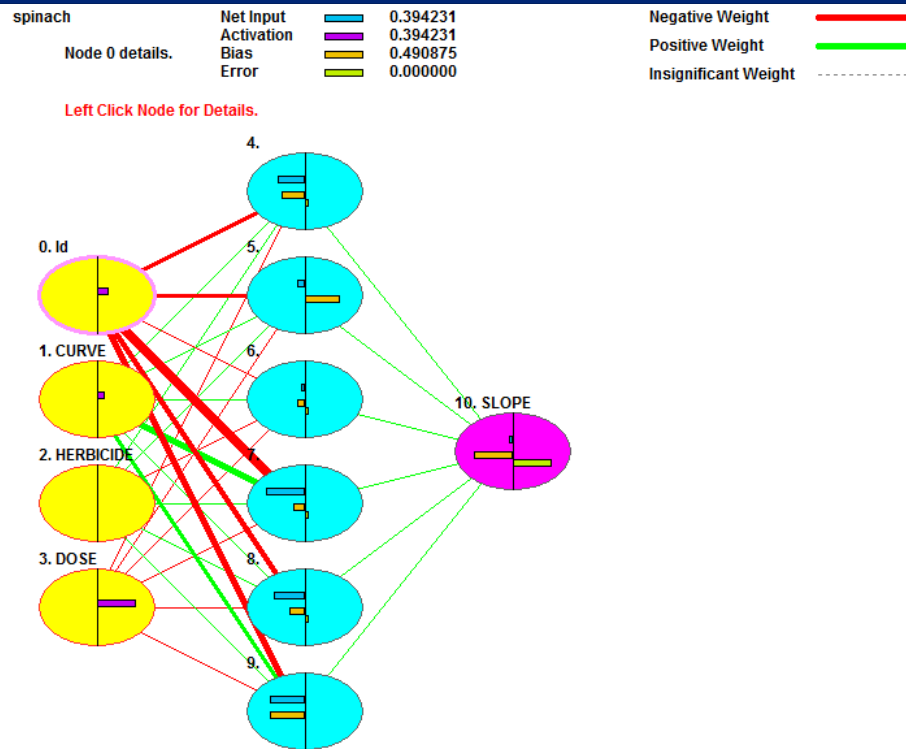 spinach
Node 0 details.
Net Input 0.394231
Activation 0.394231
Bias 0.490875
Error 0.000000
Negative Weight
Positive Weight
Insignificant Weight
Left Click Node for Details.
4.
0. Id
5.
1. CURVE
6.
10. SLOPE
2. HERBICIDE
7.
3. DOSE
8.
9.